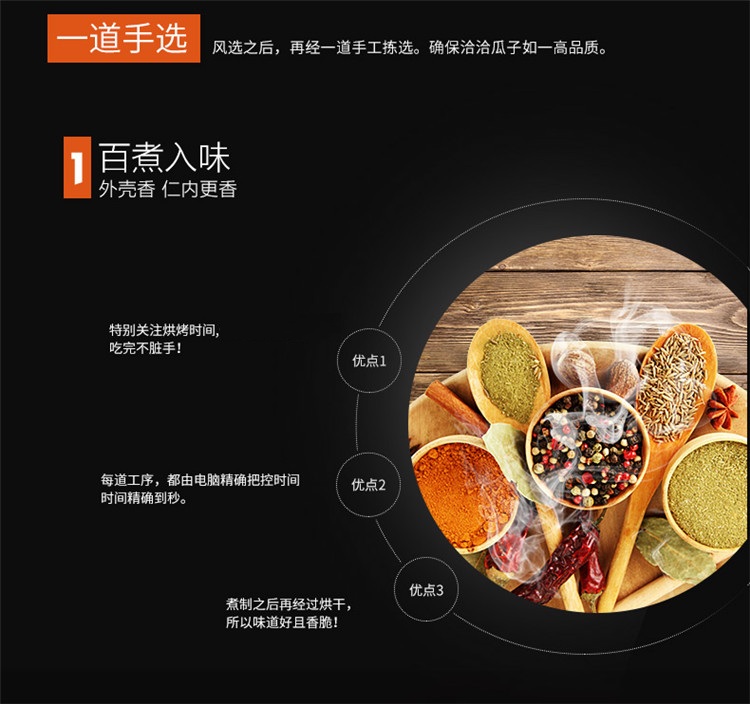 一道手选
风选之后，再经一道手工拣选。确保洽洽瓜子如一高品质。
1
百煮入味
外壳香 仁内更香
特别关注烘烤时间,
吃完不脏手！
优点1
每道工序，都由电脑精确把控时间
时间精确到秒。
优点2
优点3
煮制之后再经过烘干，
所以味道好且香脆！